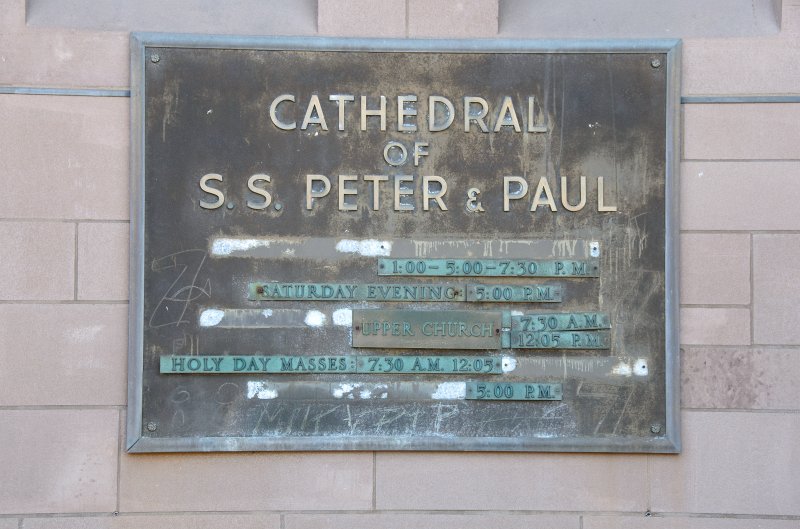 CATHEDRAL
OF
S.S. PETER & PAUL
1:00 - 5:00 - 7:30 P.M.
SATURDAY EVENING: 5:00 P.M.
UPPER CHURCH 7:30 A.M.
12:05 P.M.
HOLY DAY MASSES: 7:30 A.M. 12:05
5:00 P.M.